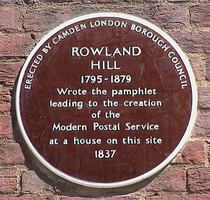 ERECTED BY CAMDEN LONDON BOROUGH COUNCIL
ROWLAND
HILL
1795-1879
Wrote the pamphlet
leading to the creation
of the
Modern Postal Service
at a house on this site
1837